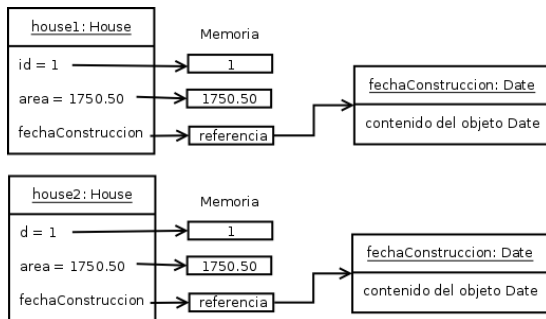 house1: House
Memoria
id = 1
1
area = 1750.50
1750.50
fechaConstruccion
referencia
fechaConstruccion: Date
contenido del objeto Date
house2: House
Memoria
d = 1
1
area = 1750.50
1750.50
fechaConstruccion
referencia
fechaConstruccion: Date
contenido del objeto Date